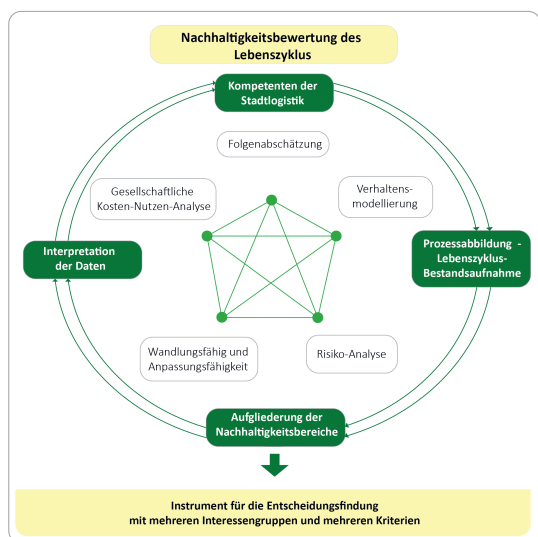 Nachhaltigkeitsbewertung des
Lebenszyklus
Kompetenten der
Stadtlogistik
Folgenabschätzung
Gesellschaftliche
Kosten-Nutzen-Analyse
Verhaltens-
modellierung
Interpretation
der Daten
Prozessabbildung -
Lebenszyklus-
Bestandsaufnahme
Wandlungsfähig und
Anpassungsfähigkeit
Risiko-Analyse
Aufgliederung der
Nachhaltigkeitsbereiche
Instrument für die Entscheidungsfindung
mit mehreren Interessengruppen und mehreren Kriterien